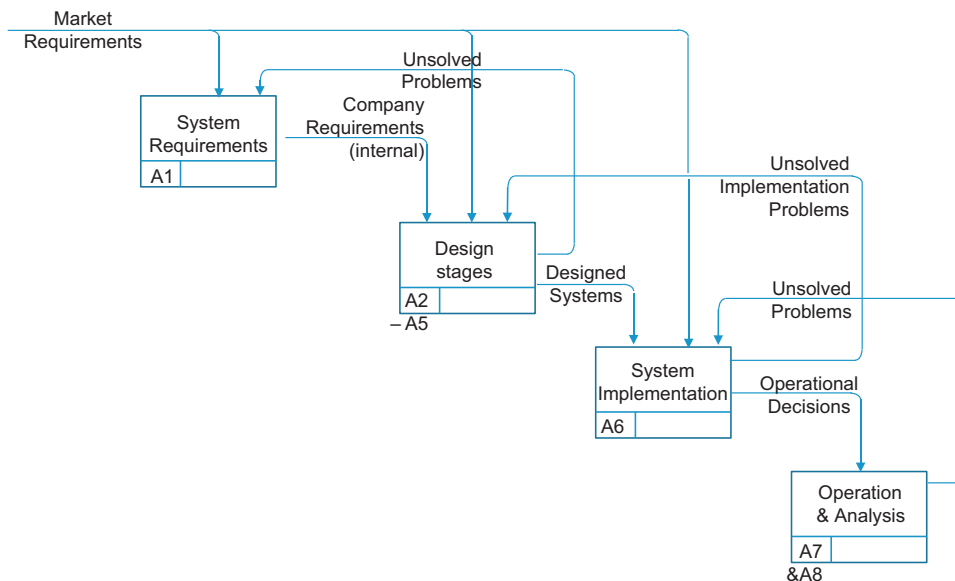 Market
Requirements
Unsolved
Problems
System
Requirements
A1
Company
Requirements
(internal)
Unsolved
Implementation
Problems
Design
stages
A2
– A5
Designed
Systems
Unsolved
Problems
System
Implementation
A6
Operational
Decisions
Operation
& Analysis
A7
&A8